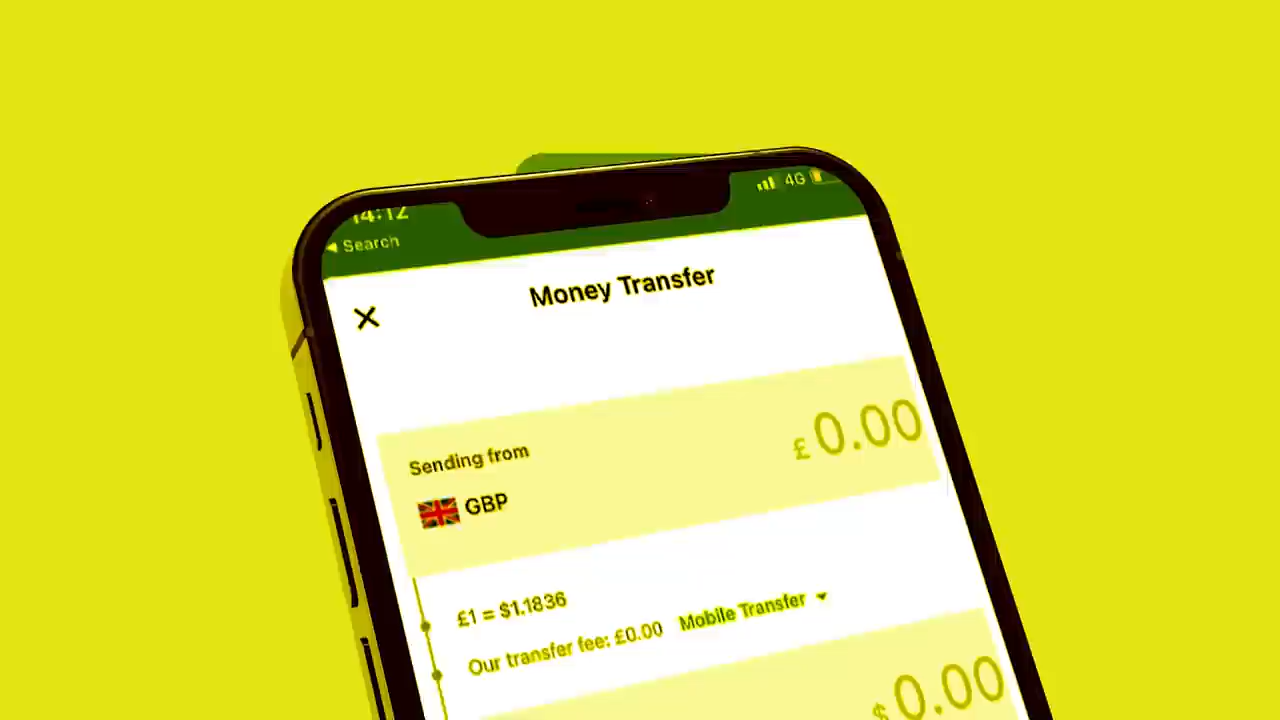 14:12
4G
◀ Search
Money Transfer
Sending from
£ 0.00
GBP
£1 = $1.1836
Our transfer fee: £0.00 Mobile Transfer
$ 0.00